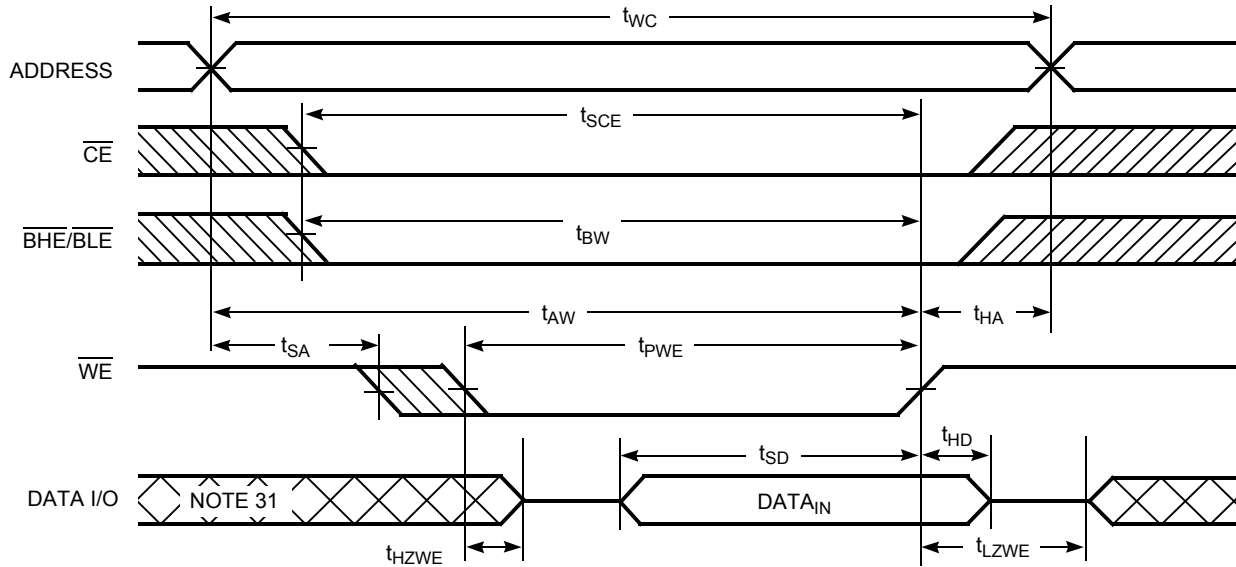 tWC
ADDRESS
tSCE
CE
tBW
BHE/BLE
tAW
tHA
tSA
tPWE
WE
tSD
tHD
DATA I/O
NOTE 31
DATAIN
tHZWE
tLZWE